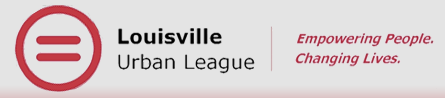 Louisville
Urban League
Empowering People.
Changing Lives.